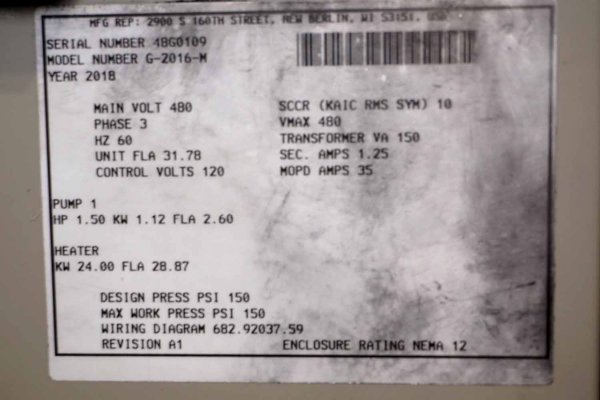 MFG REP: 2900 S 160TH STREET, NEW BERLIN, WI 53151, USA
SERIAL NUMBER 48G0109
MODEL NUMBER G-2016-M
YEAR 2018
MAIN VOLT 480 SCCR (KAIC RMS SYM) 10
PHASE 3 VMAX 480
HZ 60 TRANSFORMER VA 150
UNIT FLA 31.78 SEC. AMPS 1.25
CONTROL VOLTS 120 MOPD AMPS 35
PUMP 1
HP 1.50 KW 1.12 FLA 2.60
HEATER
KW 24.00 FLA 28.87
DESIGN PRESS PSI 150
MAX WORK PRESS PSI 150
WIRING DIAGRAM 682.92037.59
REVISION A1 ENCLOSURE RATING NEMA 12